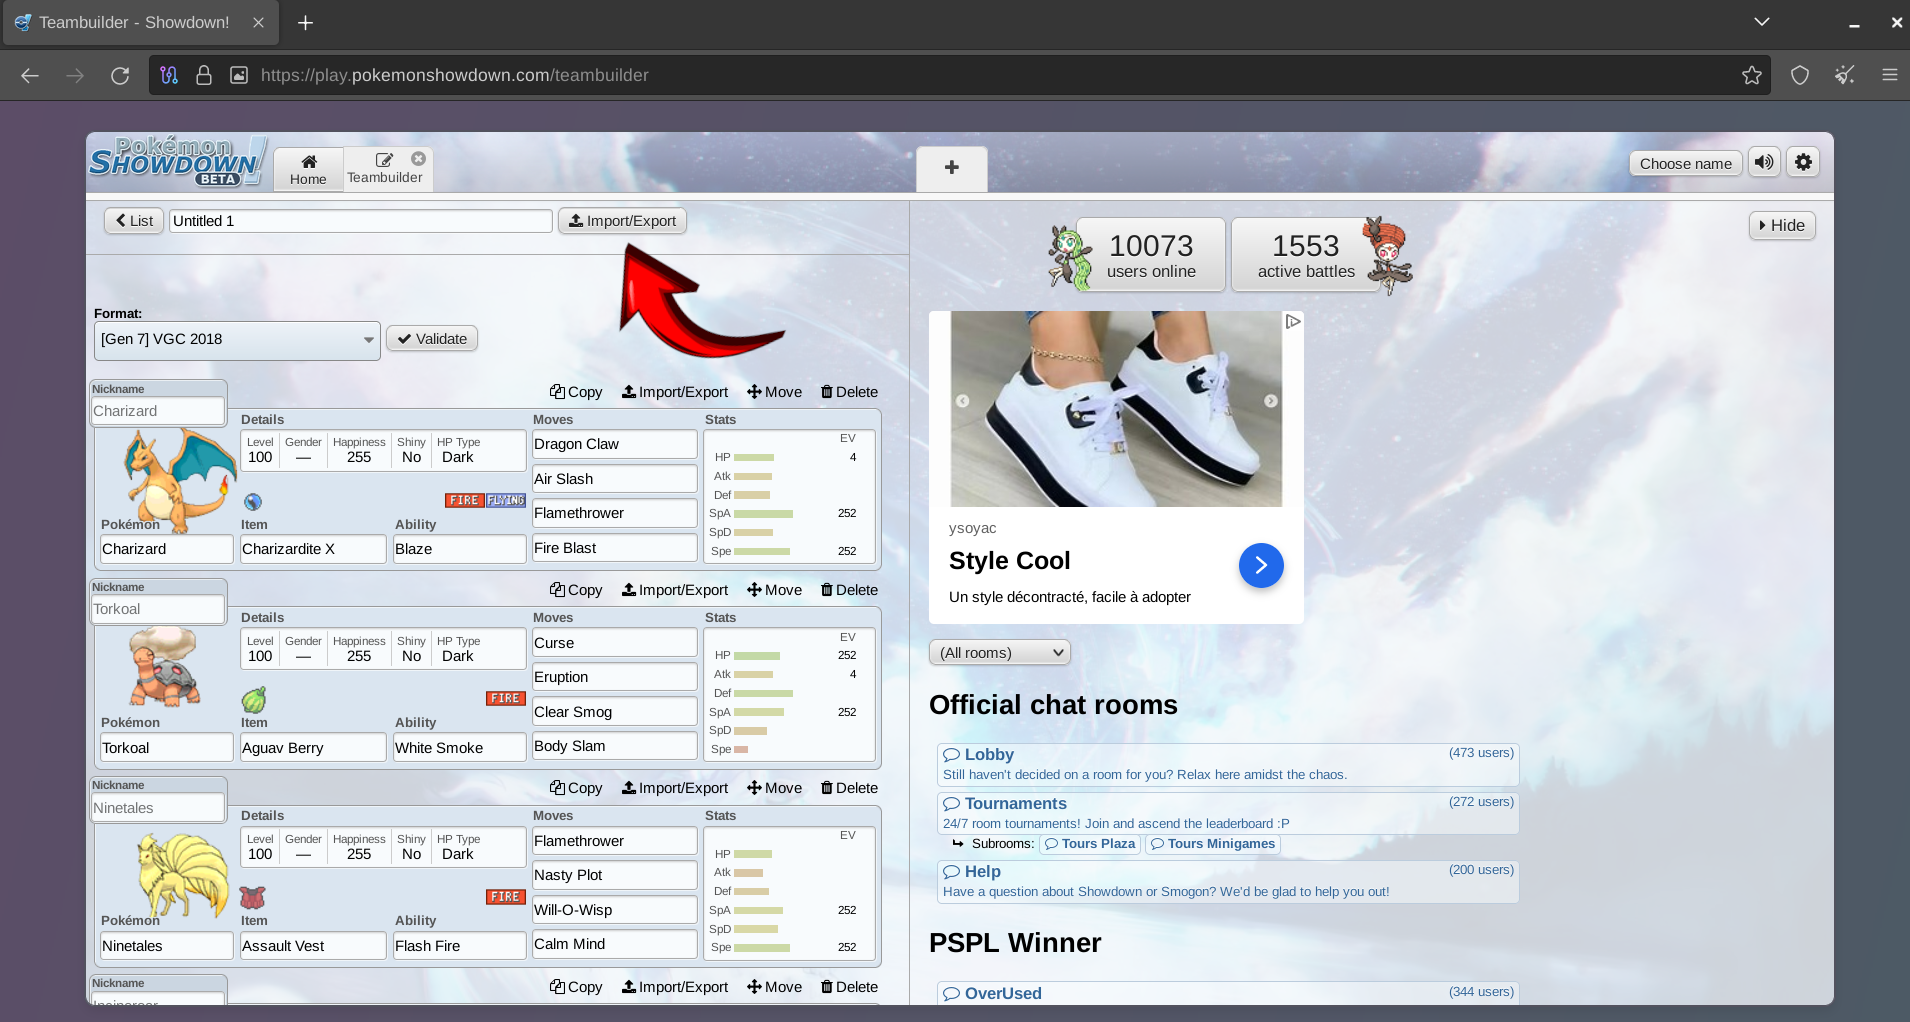 Teambuilder - Showdown!
https://play.pokemonshowdown.com/teambuilder
Pokémon
SHOWDOWN!
BETA
Home
Teambuilder
Choose name
List
Untitled 1
Import/Export
Format:
[Gen 7] VGC 2018
Validate
Nickname
Charizard
Copy Import/Export Move Delete
Details
Moves
Stats
Level Gender Happiness Shiny HP Type
100 — 255 No Dark
FIRE FLYING
Pokémon Item Ability
Charizard Charizardite X Blaze
Dragon Claw
Air Slash
Flamethrower
Fire Blast
EV
HP 4
Atk
Def
SpA 252
SpD
Spe 252
Nickname
Torkoal
Copy Import/Export Move Delete
Details
Moves
Stats
Level Gender Happiness Shiny HP Type
100 — 255 No Dark
FIRE
Pokémon Item Ability
Torkoal Aguav Berry White Smoke
Curse
Eruption
Clear Smog
Body Slam
EV
HP 252
Atk 4
Def
SpA 252
SpD
Spe
Nickname
Ninetales
Copy Import/Export Move Delete
Details
Moves
Stats
Level Gender Happiness Shiny HP Type
100 — 255 No Dark
FIRE
Pokémon Item Ability
Ninetales Assault Vest Flash Fire
Flamethrower
Nasty Plot
Will-O-Wisp
Calm Mind
EV
HP
Atk
Def
SpA 252
SpD
Spe 252
Nickname
Copy Import/Export Move Delete
10073
users online
1553
active battles
Hide
ysoyac
Style Cool
Un style décontracté, facile à adopter
(All rooms)
Official chat rooms
Lobby (473 users)
Still haven't decided on a room for you? Relax here amidst the chaos.
Tournaments (272 users)
24/7 room tournaments! Join and ascend the leaderboard :P
Subrooms: Tours Plaza Tours Minigames
Help (200 users)
Have a question about Showdown or Smogon? We'd be glad to help you out!
PSPL Winner
OverUsed (344 users)